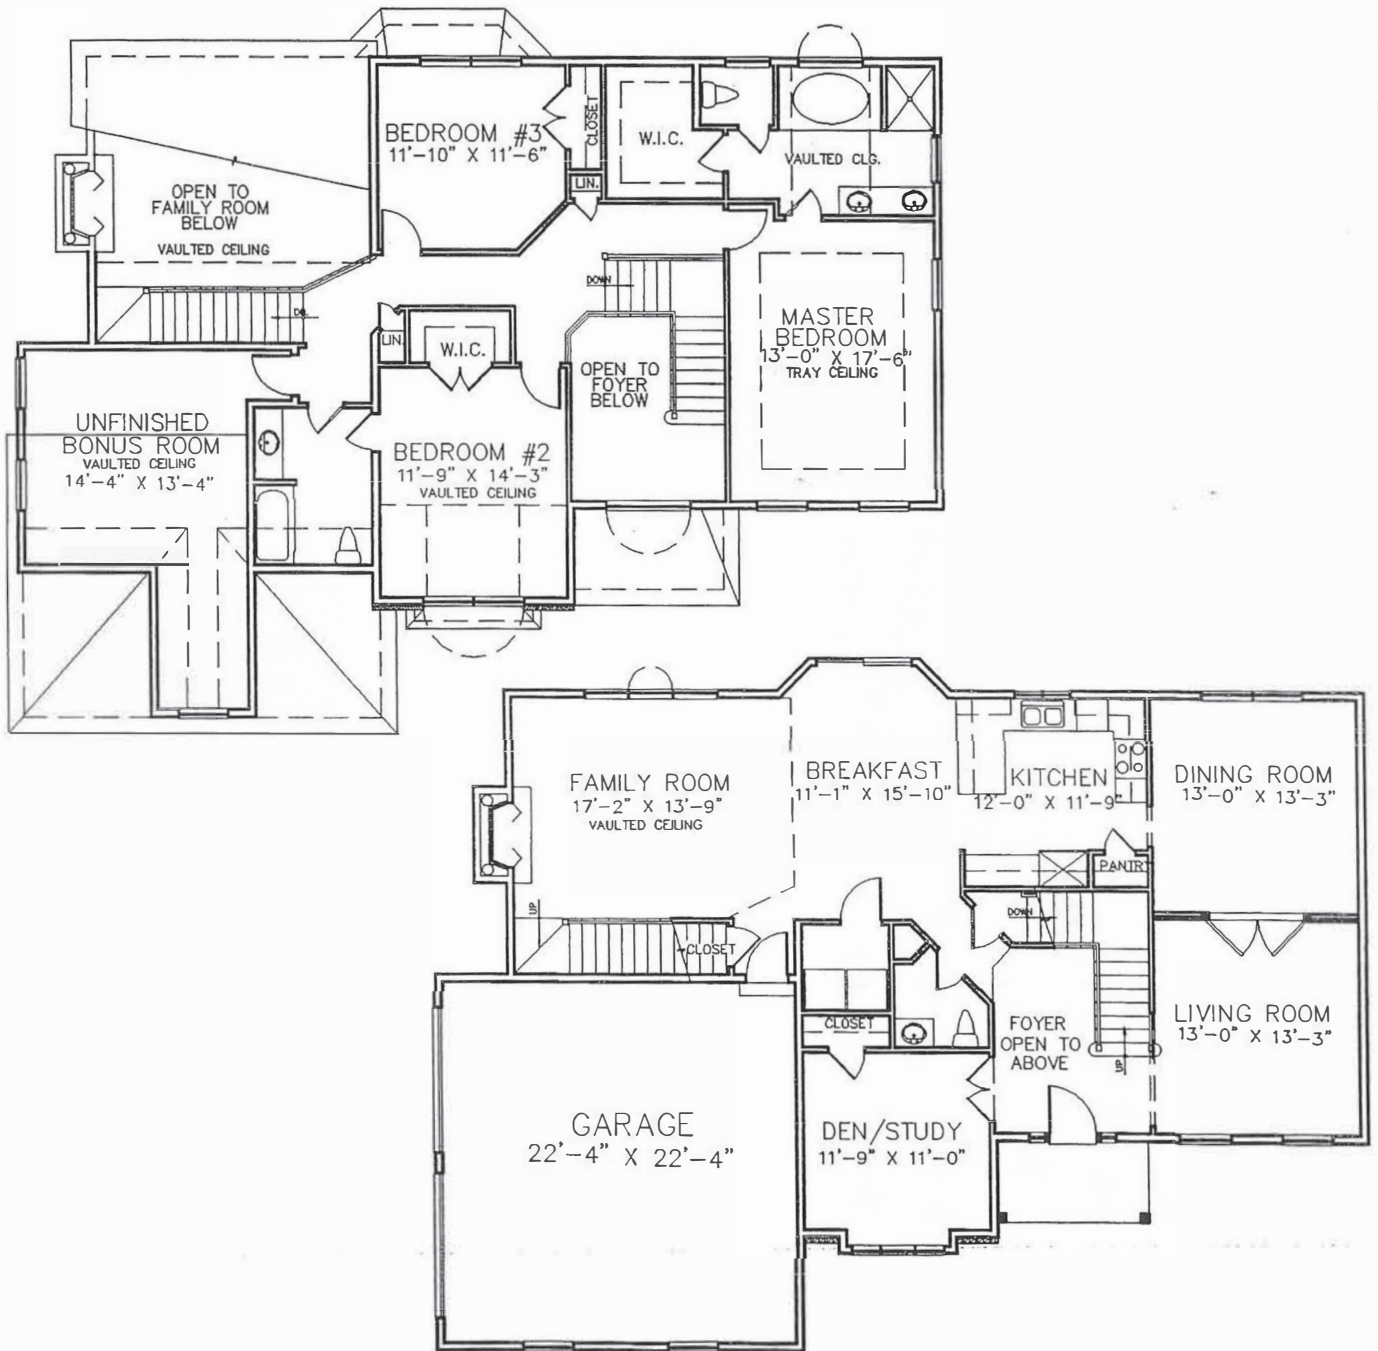 BEDROOM #3
11'-10" X 11'-6"
CLOSET
W.I.C.
VAULTED CLG.
LIN.
OPEN TO
FAMILY ROOM
BELOW
VAULTED CEILING
DOWN
MASTER
BEDROOM
13'-0" X 17'-6"
TRAY CEILING
LIN.
W.I.C.
OPEN TO
FOYER
BELOW
UNFINISHED
BONUS ROOM
VAULTED CEILING
14'-4" X 13'-4"
BEDROOM #2
11'-9" X 14'-3"
VAULTED CEILING
FAMILY ROOM
17'-2" X 13'-9"
VAULTED CEILING
BREAKFAST
11'-1" X 15'-10"
KITCHEN
12'-0" X 11'-9"
DINING ROOM
13'-0" X 13'-3"
PANTR
UP
DOWN
CLOSET
CLOSET
FOYER
OPEN TO
ABOVE
UP
LIVING ROOM
13'-0" X 13'-3"
GARAGE
22'-4" X 22'-4"
DEN/STUDY
11'-9" X 11'-0"